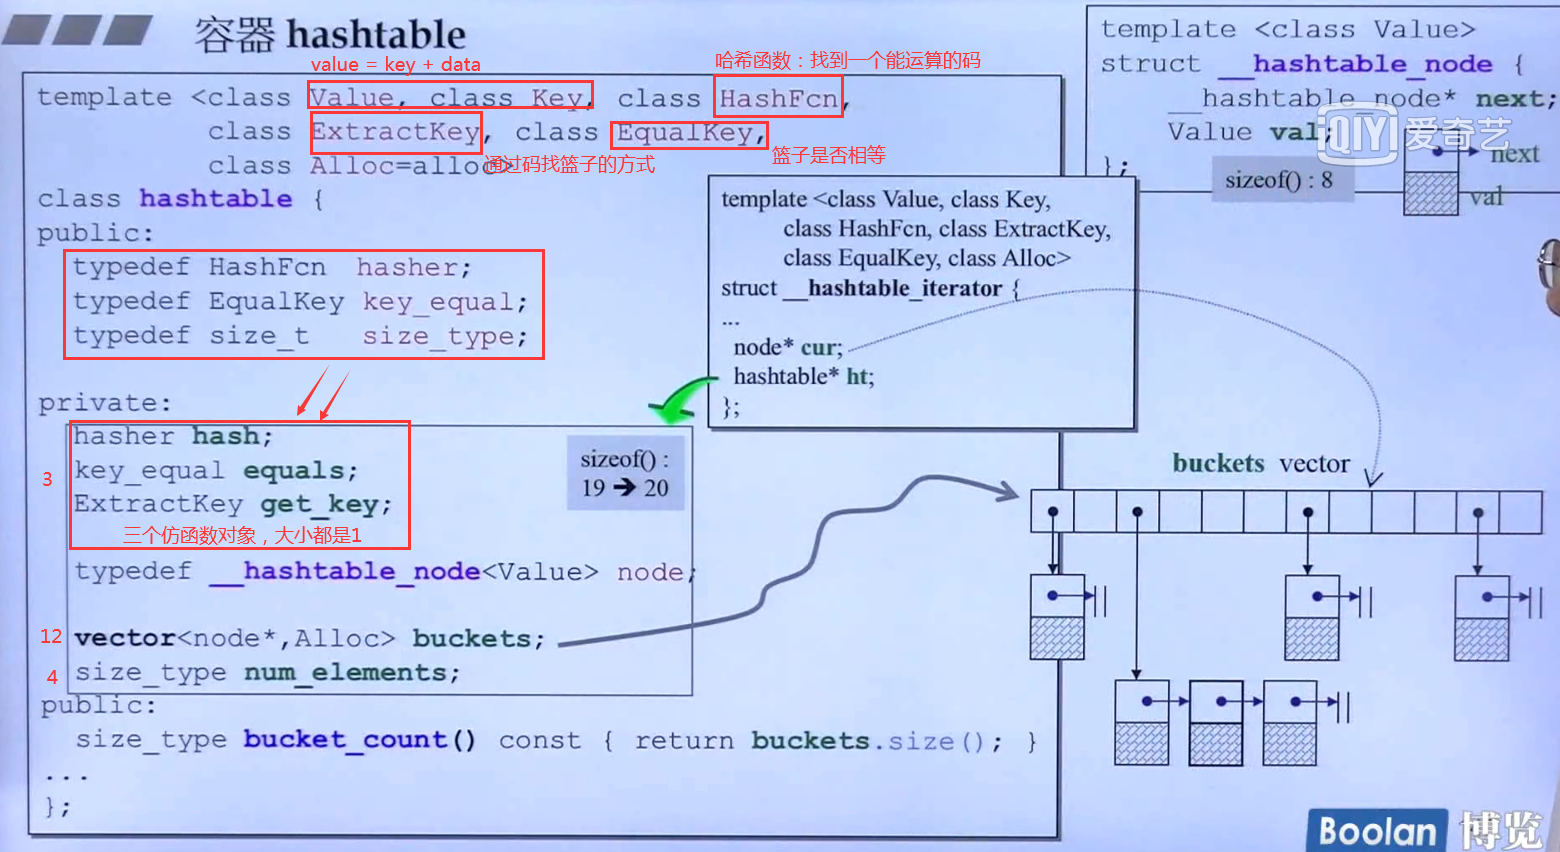 容器 hashtable
value = key + data
哈希函数：找到一个能运算的码
template <class Value, class Key, class HashFcn,
class ExtractKey, class EqualKey,
class Alloc=alloc>
通过码找篮子的方式
篮子是否相等
class hashtable {
public:
typedef HashFcn hasher;
typedef EqualKey key_equal;
typedef size_t size_type;
private:
hasher hash;
key_equal equals;
3
ExtractKey get_key;
三个仿函数对象，大小都是1
sizeof() :
19 ➔ 20
typedef __hashtable_node<Value> node;
12
vector<node*,Alloc> buckets;
4
size_type num_elements;
public:
size_type bucket_count() const { return buckets.size(); }
...
};
template <class Value, class Key,
class HashFcn, class ExtractKey,
class EqualKey, class Alloc>
struct __hashtable_iterator {
...
node* cur;
hashtable* ht;
};
template <class Value>
struct __hashtable_node {
__hashtable_node* next;
Value val;
};
QIY 爱奇艺
sizeof() : 8
next
val
buckets vector
Boolan 博览